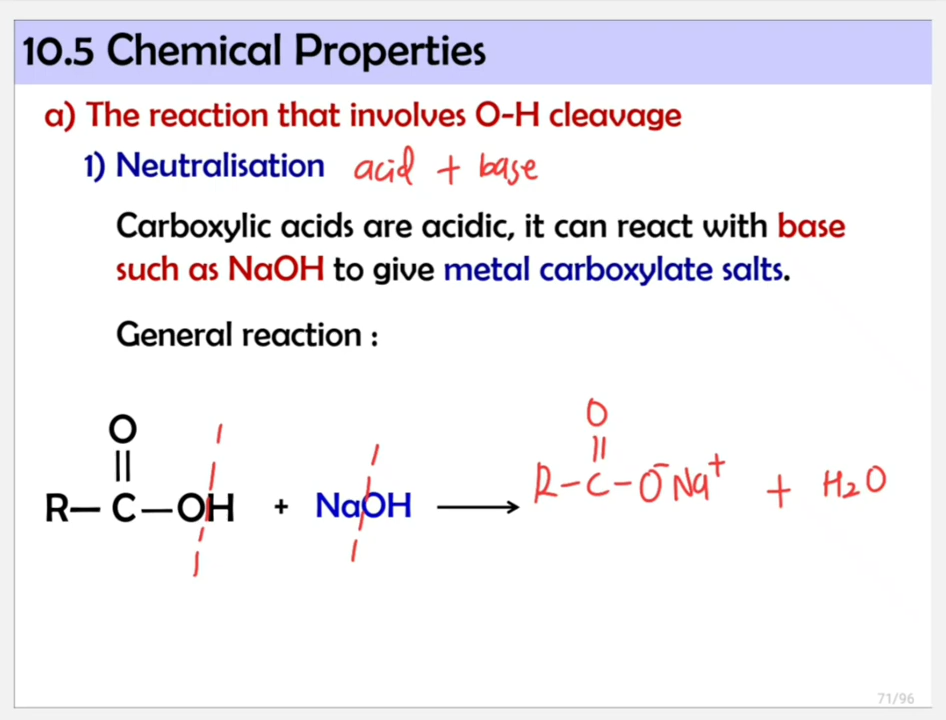 10.5 Chemical Properties
a) The reaction that involves O-H cleavage
1) Neutralisation acid + base
Carboxylic acids are acidic, it can react with base
such as NaOH to give metal carboxylate salts.
General reaction :
O O
|| ||
R– C –OH + NaOH ⟶ R–C–O⁻Na⁺ + H₂O
71/96